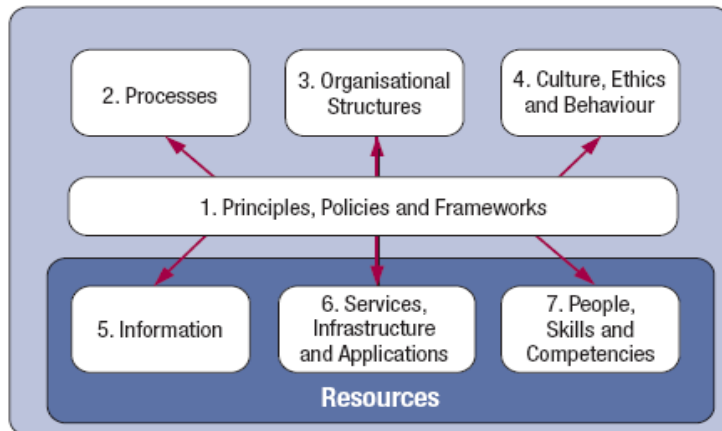 2. Processes
3. Organisational
Structures
4. Culture, Ethics
and Behaviour
1. Principles, Policies and Frameworks
5. Information
6. Services,
Infrastructure
and Applications
7. People,
Skills and
Competencies
Resources